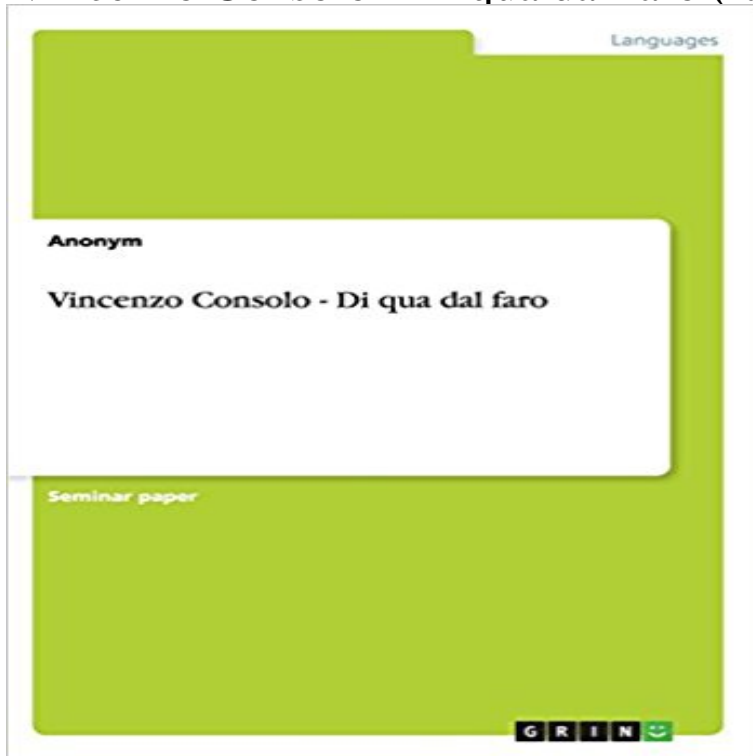 Languages
Anonym
Vincenzo Consolo - Di qua dal faro
Seminar paper
GRIN